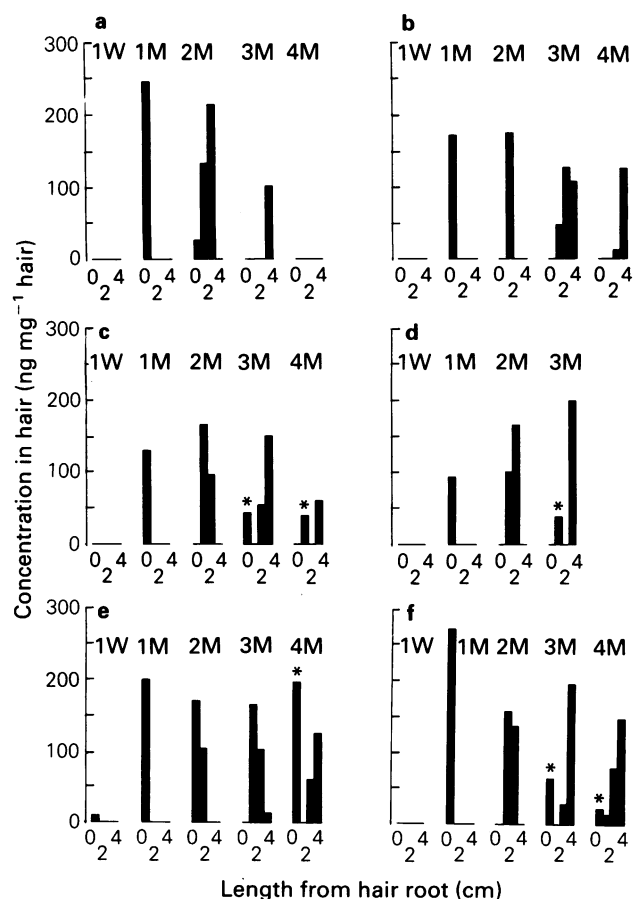 a
b
300
1W 1M 2M 3M 4M
1W 1M 2M 3M 4M
200
100
0
0 4 0 4 0 4 0 4 0 4
2 2 2 2 2
0 4 0 4 0 4 0 4 0 4
2 2 2 2 2
c
d
300
1W 1M 2M 3M 4M
1W 1M 2M 3M
200
100
*
*
*
0
0 4 0 4 0 4 0 4 0 4
2 2 2 2 2
0 4 0 4 0 4 0 4
2 2 2 2
e
f
300
1W 1M 2M 3M 4M
1W 1M 2M 3M 4M
200
100
*
*
*
0
0 4 0 4 0 4 0 4 0 4
2 2 2 2 2
0 4 0 4 0 4 0 4 0 4
2 2 2 2 2
Concentration in hair (ng mg⁻¹ hair)
Length from hair root (cm)